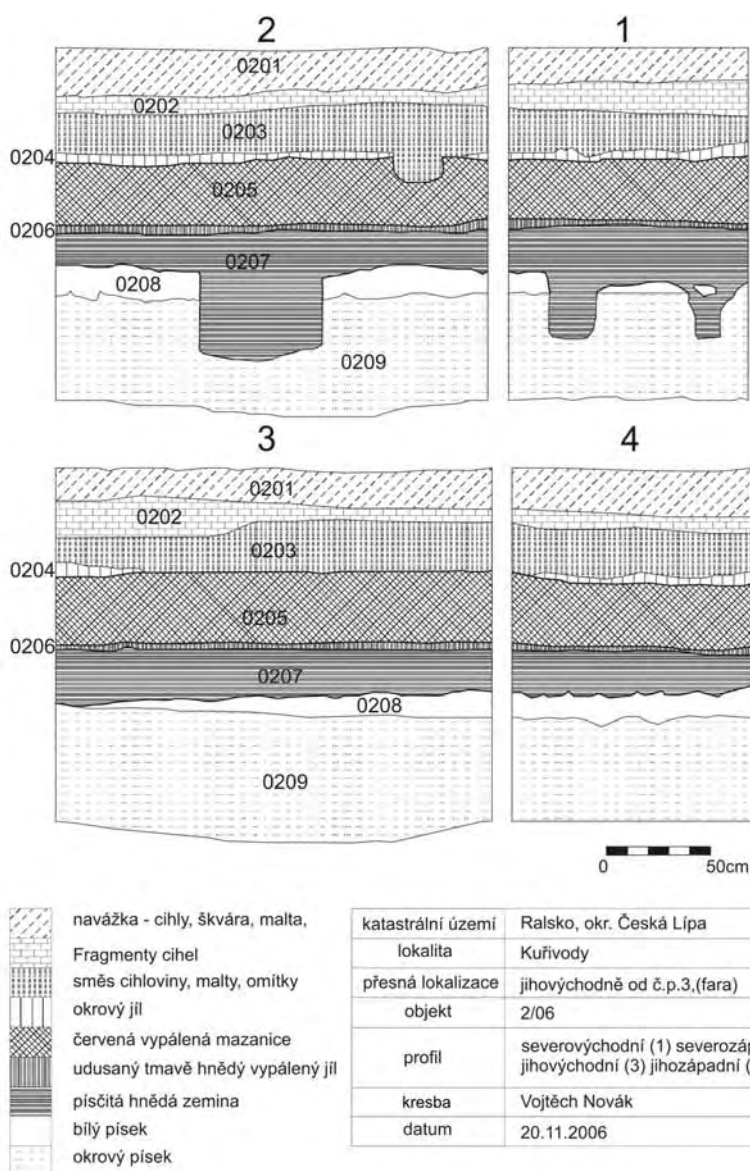 2
1
0201
0202
0203
0204
0205
0206
0207
0208
0209
3
4
0201
0202
0203
0204
0205
0206
0207
0208
0209
0 50cm
navážka - cihly, škvára, malta,
Fragmenty cihel
směs cihloviny, malty, omítky
okrový jíl
červená vypálená mazanice
udusaný tmavě hnědý vypálený jíl
písčitá hnědá zemina
bílý písek
okrový písek
katastrální území Ralsko, okr. Česká Lípa
lokalita Kuřivody
přesná lokalizace jihovýchodně od č.p.3,(fara)
objekt 2/06
profil severovýchodní (1) severozáp
jihovýchodní (3) jihozápadní (
kresba Vojtěch Novák
datum 20.11.2006